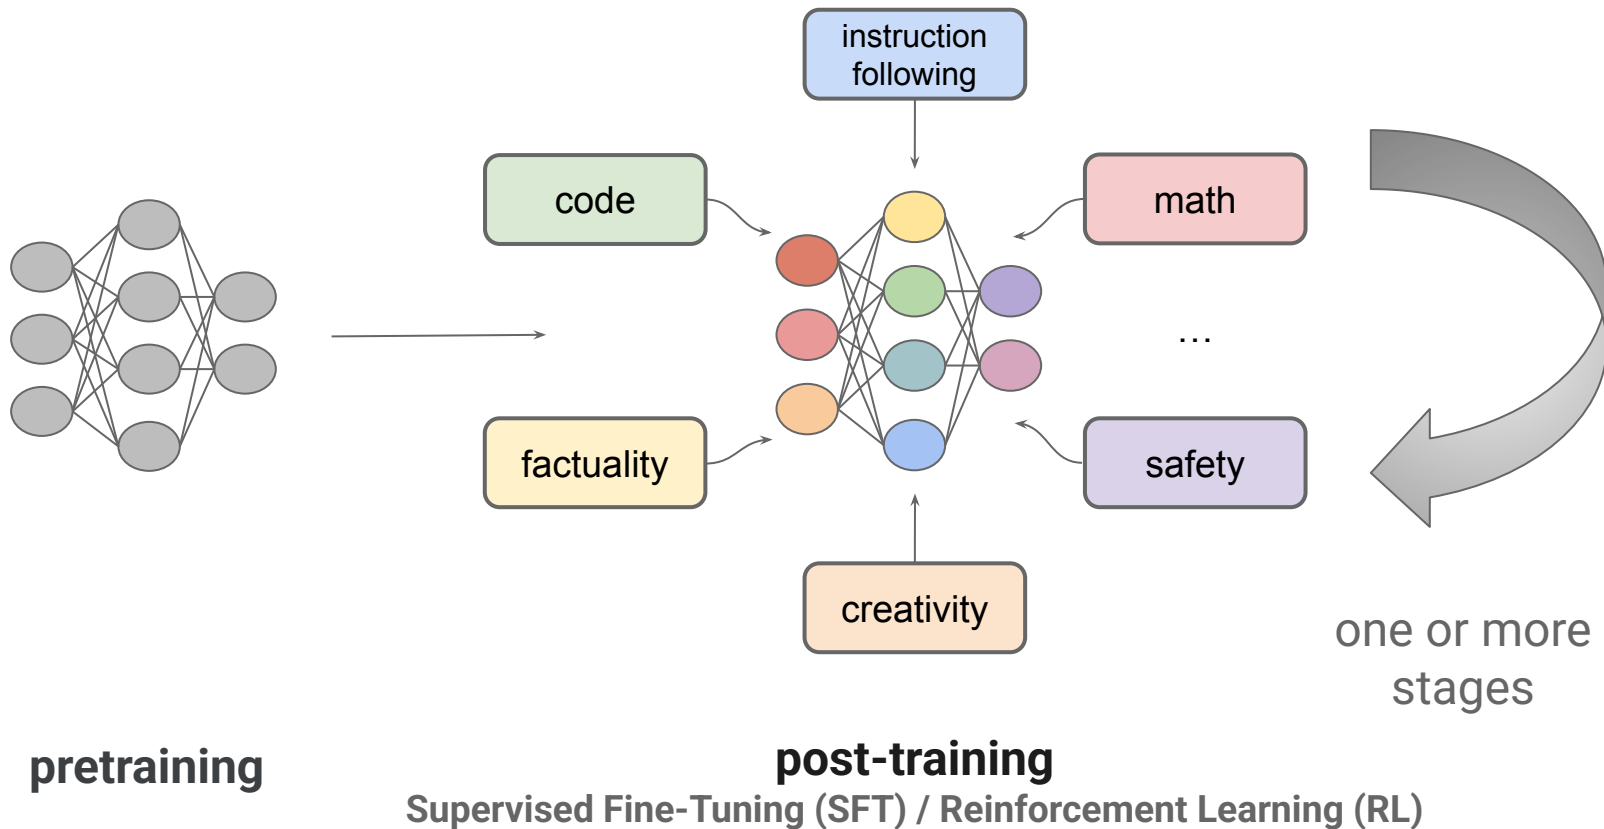 instruction
following
code
math
...
factuality
safety
creativity
one or more
stages
pretraining
post-training
Supervised Fine-Tuning (SFT) / Reinforcement Learning (RL)